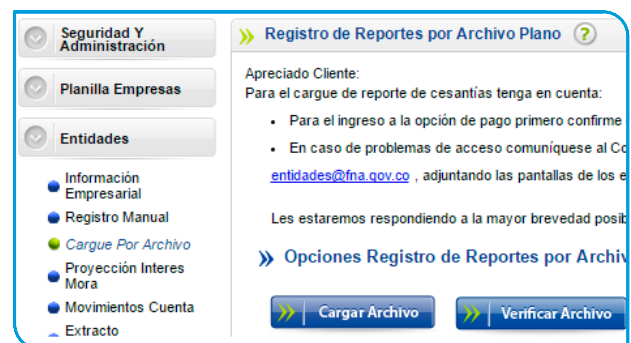 Seguridad Y
Administración
Planilla Empresas
Entidades
Información
Empresarial
Registro Manual
Cargue Por Archivo
Proyección Interes
Mora
Movimientos Cuenta
Extracto
Registro de Reportes por Archivo Plano ?
Apreciado Cliente:
Para el cargue de reporte de cesantías tenga en cuenta:
Para el ingreso a la opción de pago primero confirme
En caso de problemas de acceso comuníquese al Co
entidades@fna.gov.co , adjuntando las pantallas de los e
Les estaremos respondiendo a la mayor brevedad posib
Opciones Registro de Reportes por Archiv
Cargar Archivo
Verificar Archivo